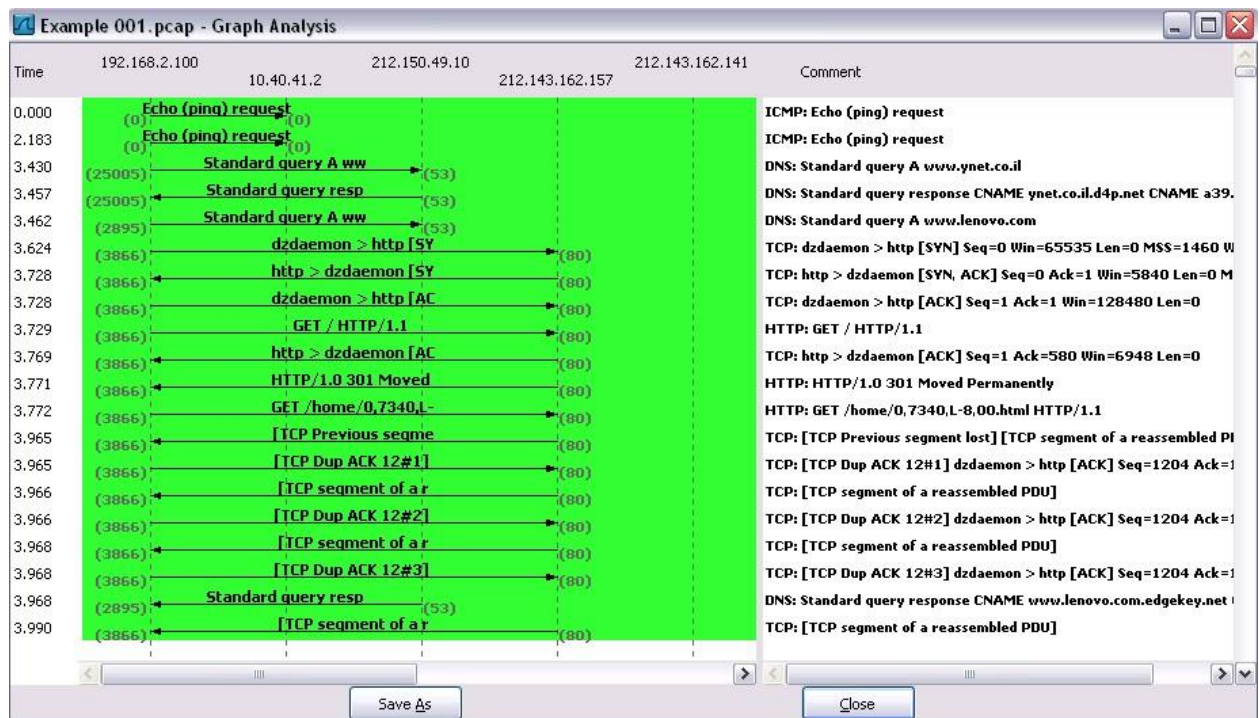 Example 001.pcap - Graph Analysis
Time 192.168.2.100 10.40.41.2 212.150.49.10 212.143.162.157 212.143.162.141 Comment
0.000 Echo (ping) request (0) (0) ICMP: Echo (ping) request
2.183 Echo (ping) request (0) (0) ICMP: Echo (ping) request
3.430 Standard query A ww (25005) (53) DNS: Standard query A www.ynet.co.il
3.457 Standard query resp (25005) (53) DNS: Standard query response CNAME ynet.co.il.d4p.net CNAME a39.
3.462 Standard query A ww (2895) (53) DNS: Standard query A www.lenovo.com
3.624 dzdaemon > http [SY (3866) (80) TCP: dzdaemon > http [SYN] Seq=0 Win=65535 Len=0 MSS=1460 W
3.728 http > dzdaemon [SY (3866) (80) TCP: http > dzdaemon [SYN, ACK] Seq=0 Ack=1 Win=5840 Len=0 M
3.728 dzdaemon > http [AC (3866) (80) TCP: dzdaemon > http [ACK] Seq=1 Ack=1 Win=128480 Len=0
3.729 GET / HTTP/1.1 (3866) (80) HTTP: GET / HTTP/1.1
3.769 http > dzdaemon [AC (3866) (80) TCP: http > dzdaemon [ACK] Seq=1 Ack=580 Win=6948 Len=0
3.771 HTTP/1.0 301 Moved (3866) (80) HTTP: HTTP/1.0 301 Moved Permanently
3.772 GET /home/0,7340,L- (3866) (80) HTTP: GET /home/0,7340,L-8,00.html HTTP/1.1
3.965 [TCP Previous segme (3866) (80) TCP: [TCP Previous segment lost] [TCP segment of a reassembled PD
3.965 [TCP Dup ACK 12#1] (3866) (80) TCP: [TCP Dup ACK 12#1] dzdaemon > http [ACK] Seq=1204 Ack=1
3.966 [TCP segment of a r (3866) (80) TCP: [TCP segment of a reassembled PDU]
3.966 [TCP Dup ACK 12#2] (3866) (80) TCP: [TCP Dup ACK 12#2] dzdaemon > http [ACK] Seq=1204 Ack=1
3.968 [TCP segment of a r (3866) (80) TCP: [TCP segment of a reassembled PDU]
3.968 [TCP Dup ACK 12#3] (3866) (80) TCP: [TCP Dup ACK 12#3] dzdaemon > http [ACK] Seq=1204 Ack=1
3.968 Standard query resp (2895) (53) DNS: Standard query response CNAME www.lenovo.com.edgekey.net
3.990 [TCP segment of a r (3866) (80) TCP: [TCP segment of a reassembled PDU]
Save As Close